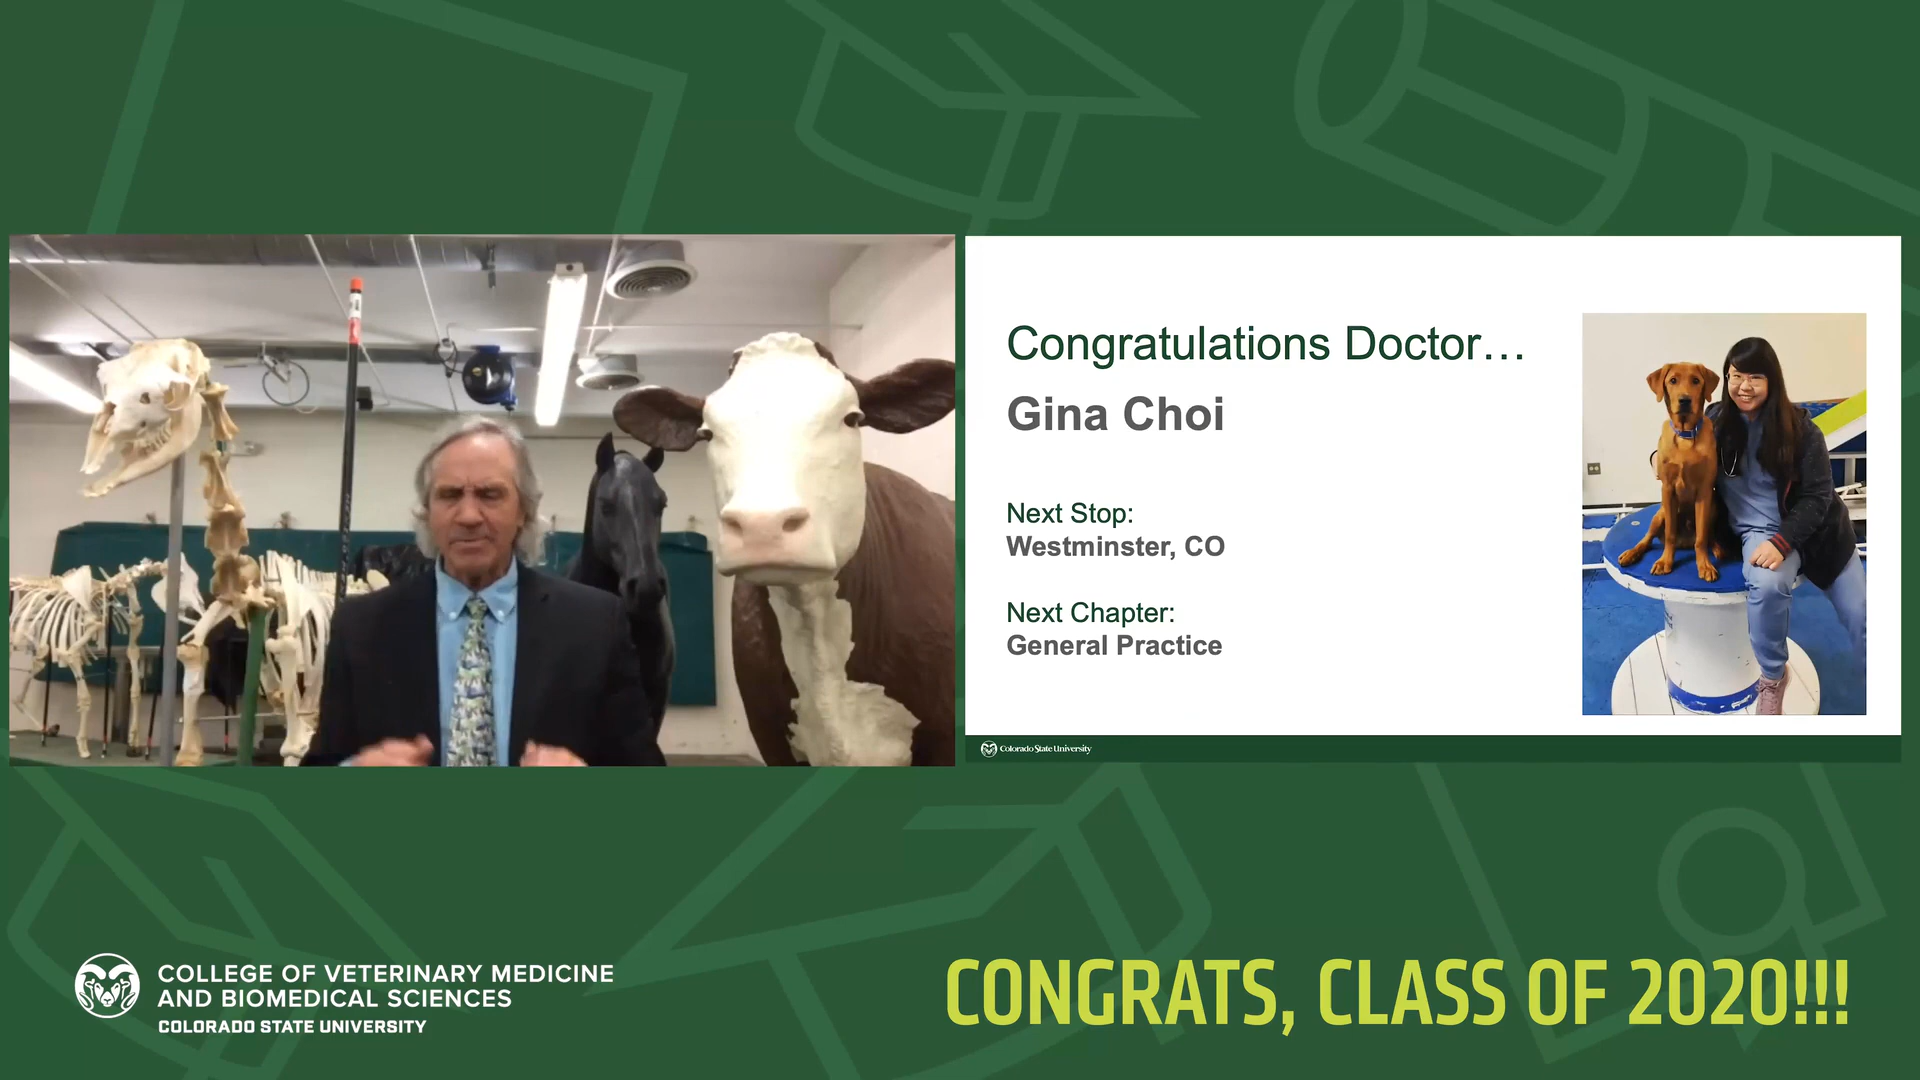 Congratulations Doctor…
Gina Choi
Next Stop:
Westminster, CO
Next Chapter:
General Practice
Colorado State University
COLLEGE OF VETERINARY MEDICINE
AND BIOMEDICAL SCIENCES
COLORADO STATE UNIVERSITY
CONGRATS, CLASS OF 2020!!!